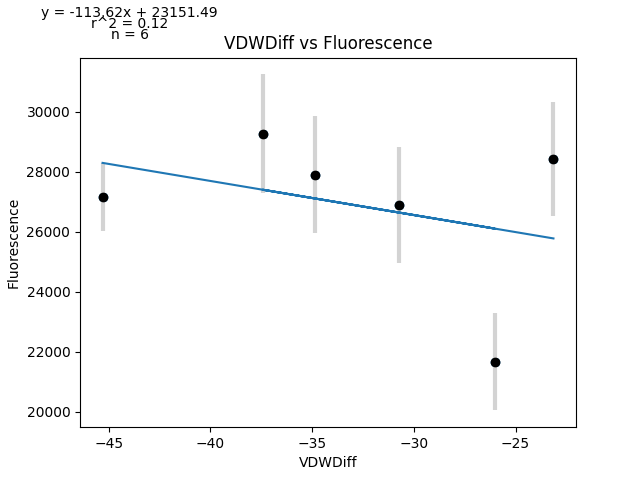 y = -113.62x + 23151.49
r^2 = 0.12
n = 6
VDWDiff vs Fluorescence
30000
28000
26000
24000
22000
20000
Fluorescence
−45
−40
−35
−30
−25
VDWDiff